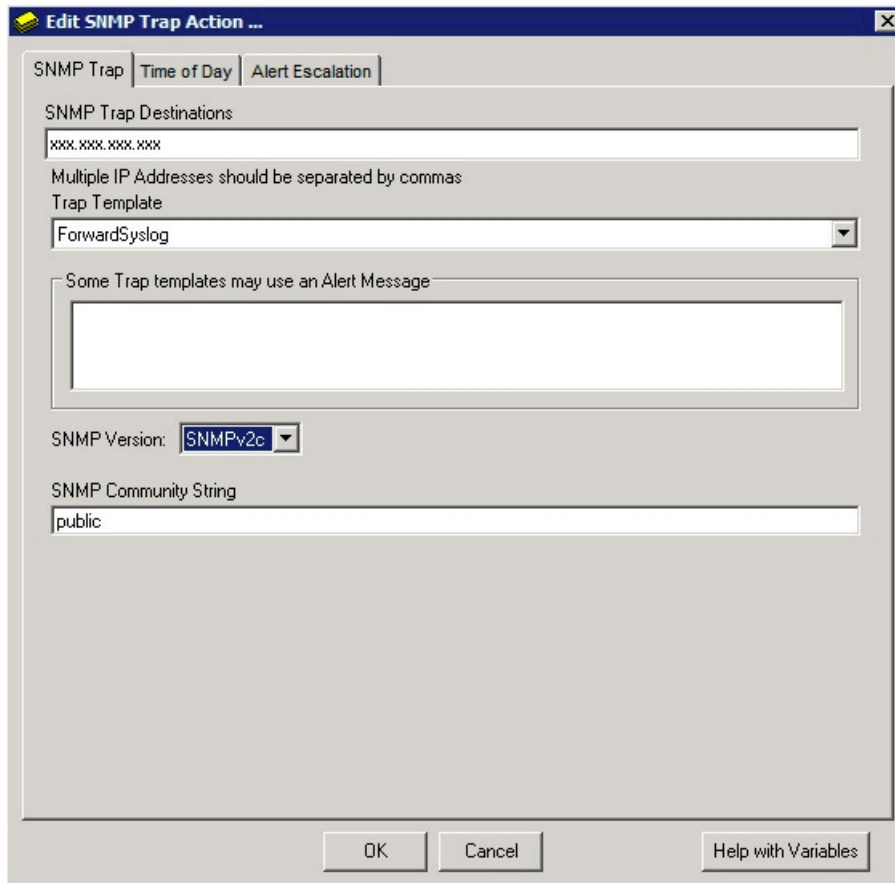 Edit SNMP Trap Action ...
SNMP Trap Time of Day Alert Escalation
SNMP Trap Destinations
xxx.xxx.xxx.xxx
Multiple IP Addresses should be separated by commas
Trap Template
ForwardSyslog
Some Trap templates may use an Alert Message
SNMP Version: SNMPv2c
SNMP Community String
public
OK Cancel Help with Variables